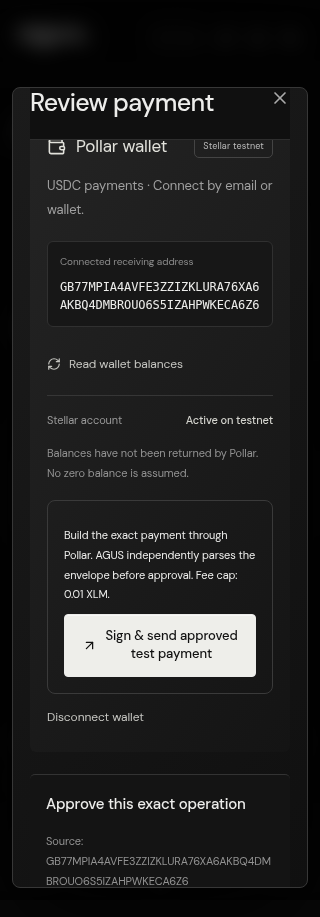 Review payment
Pollar wallet
Stellar testnet
USDC payments · Connect by email or
wallet.
Connected receiving address
GB77MPIA4AVFE3ZZIZKLURA76XA6
AKBQ4DMBROUO6S5IZAHPWKECA6Z6
Read wallet balances
Stellar account
Active on testnet
Balances have not been returned by Pollar.
No zero balance is assumed.
Build the exact payment through
Pollar. AGUS independently parses the
envelope before approval. Fee cap:
0.01 XLM.
Sign & send approved
test payment
Disconnect wallet
Approve this exact operation
Source:
GB77MPIA4AVFE3ZZIZKLURA76XA6AKBQ4DM
BROUO6S5IZAHPWKECA6Z6